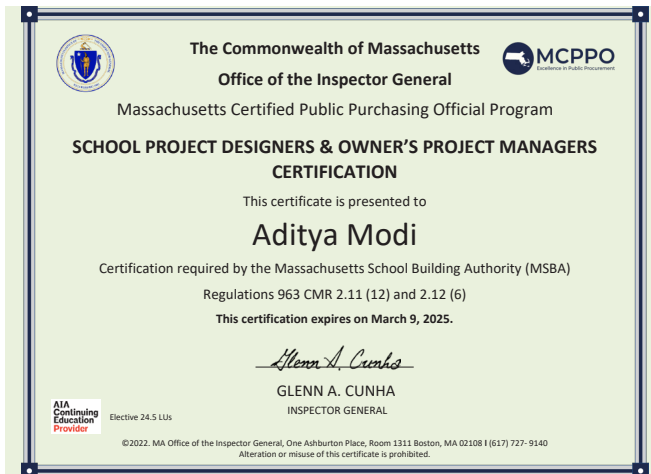 The Commonwealth of Massachusetts
MCPPO
Excellence in Public Procurement
Office of the Inspector General
Massachusetts Certified Public Purchasing Official Program
SCHOOL PROJECT DESIGNERS & OWNER’S PROJECT MANAGERS
CERTIFICATION
This certificate is presented to
Aditya Modi
Certification required by the Massachusetts School Building Authority (MSBA)
Regulations 963 CMR 2.11 (12) and 2.12 (6)
This certification expires on March 9, 2025.
Glenn A. Cunha
GLENN A. CUNHA
INSPECTOR GENERAL
AIA
Continuing
Education
Provider
Elective 24.5 LUs
©2022. MA Office of the Inspector General, One Ashburton Place, Room 1311 Boston, MA 02108 I (617) 727- 9140
Alteration or misuse of this certificate is prohibited.